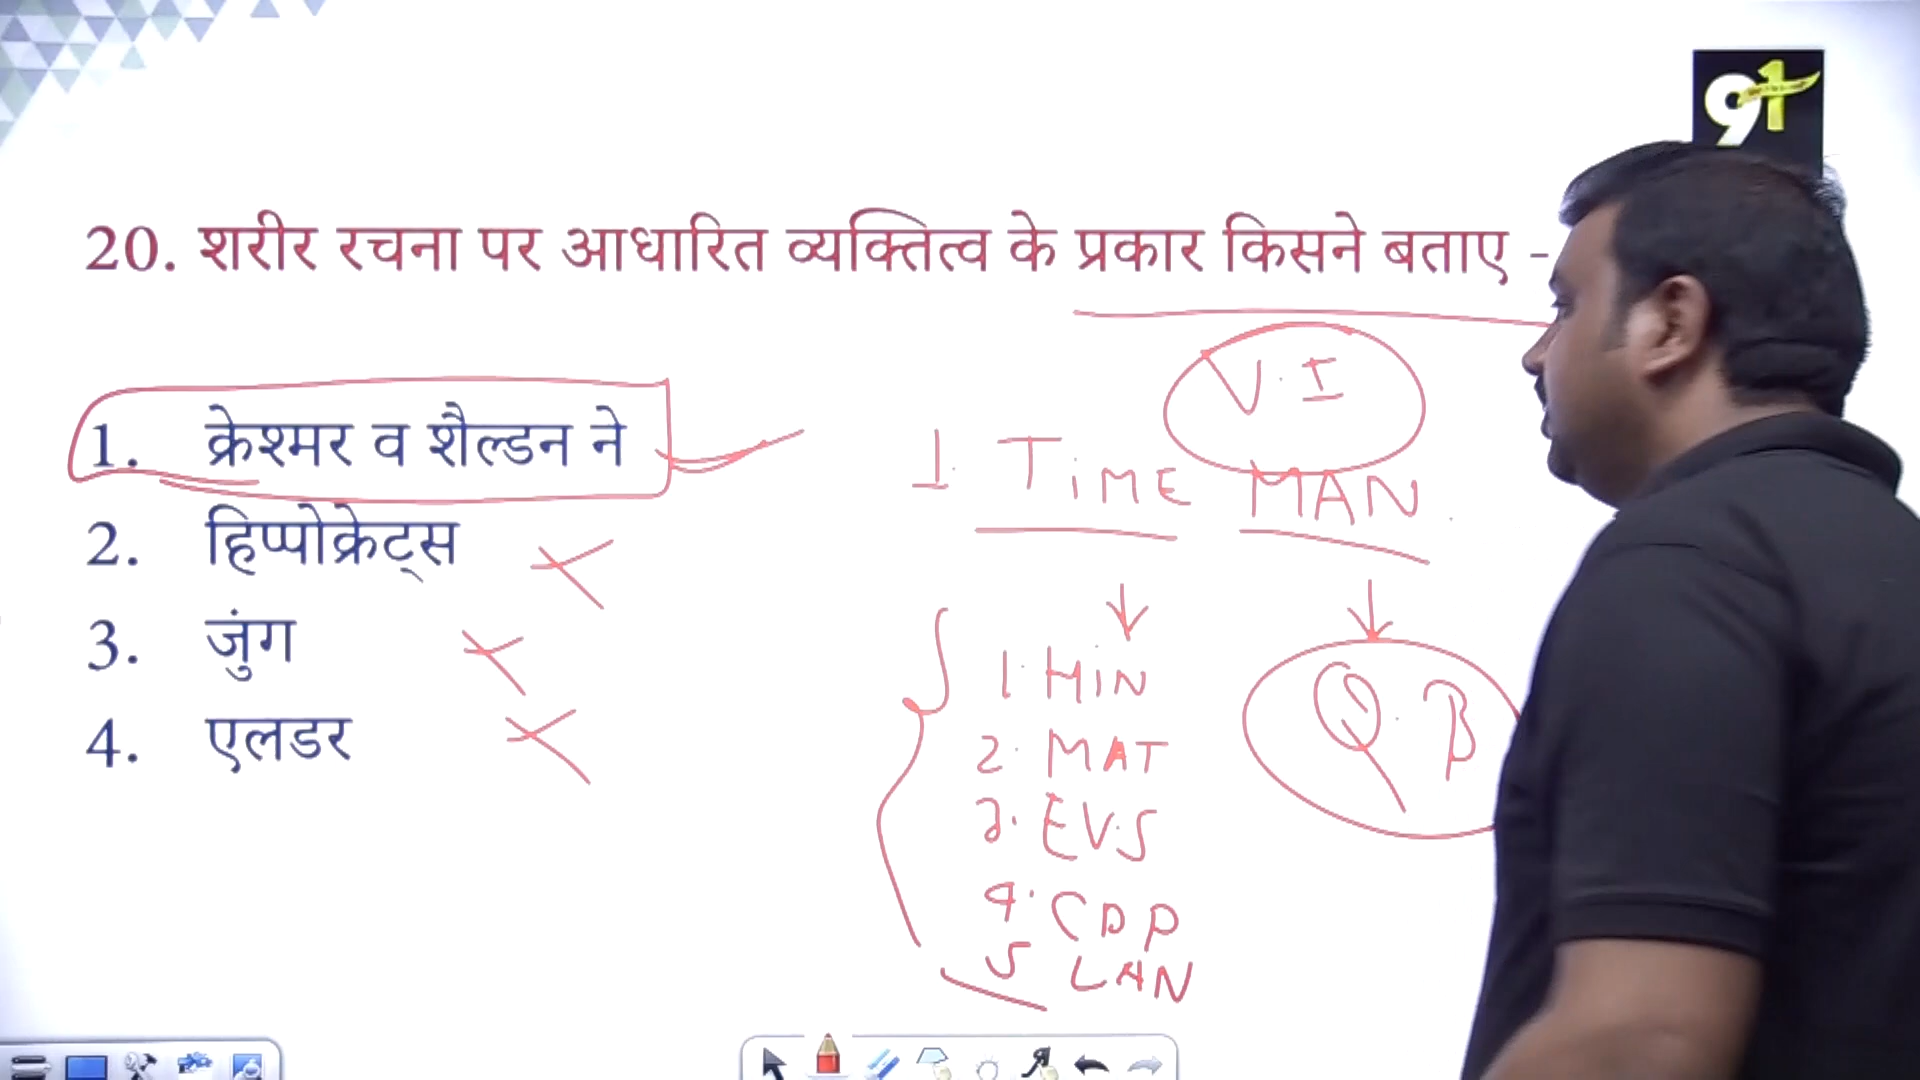 91
20. शरीर रचना पर आधारित व्यक्तित्व के प्रकार किसने बताए -
1. क्रेश्मर व शैल्डन ने
2. हिप्पोक्रेट्स
3. जुंग
4. एलडर
V.I
1. TiME MAN.
1. HiN
2. MAT
3. EVS
4. CDP
5 LAN
Q.B